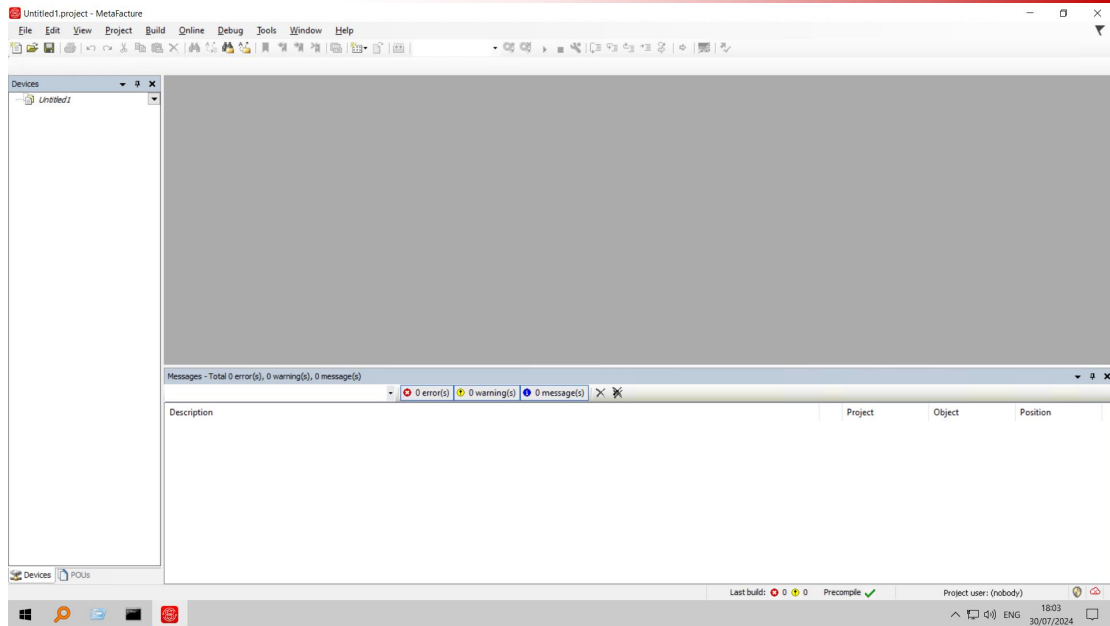 Untitled1.project - MetaFacture
File Edit View Project Build Online Debug Tools Window Help
Devices
Untitled1
Messages - Total 0 error(s), 0 warning(s), 0 message(s)
0 error(s) 0 warning(s) 0 message(s)
Description Project Object Position
Devices POUs
Last build: 0 0 Precompile Project user: (nobody)
ENG 18:03
30/07/2024